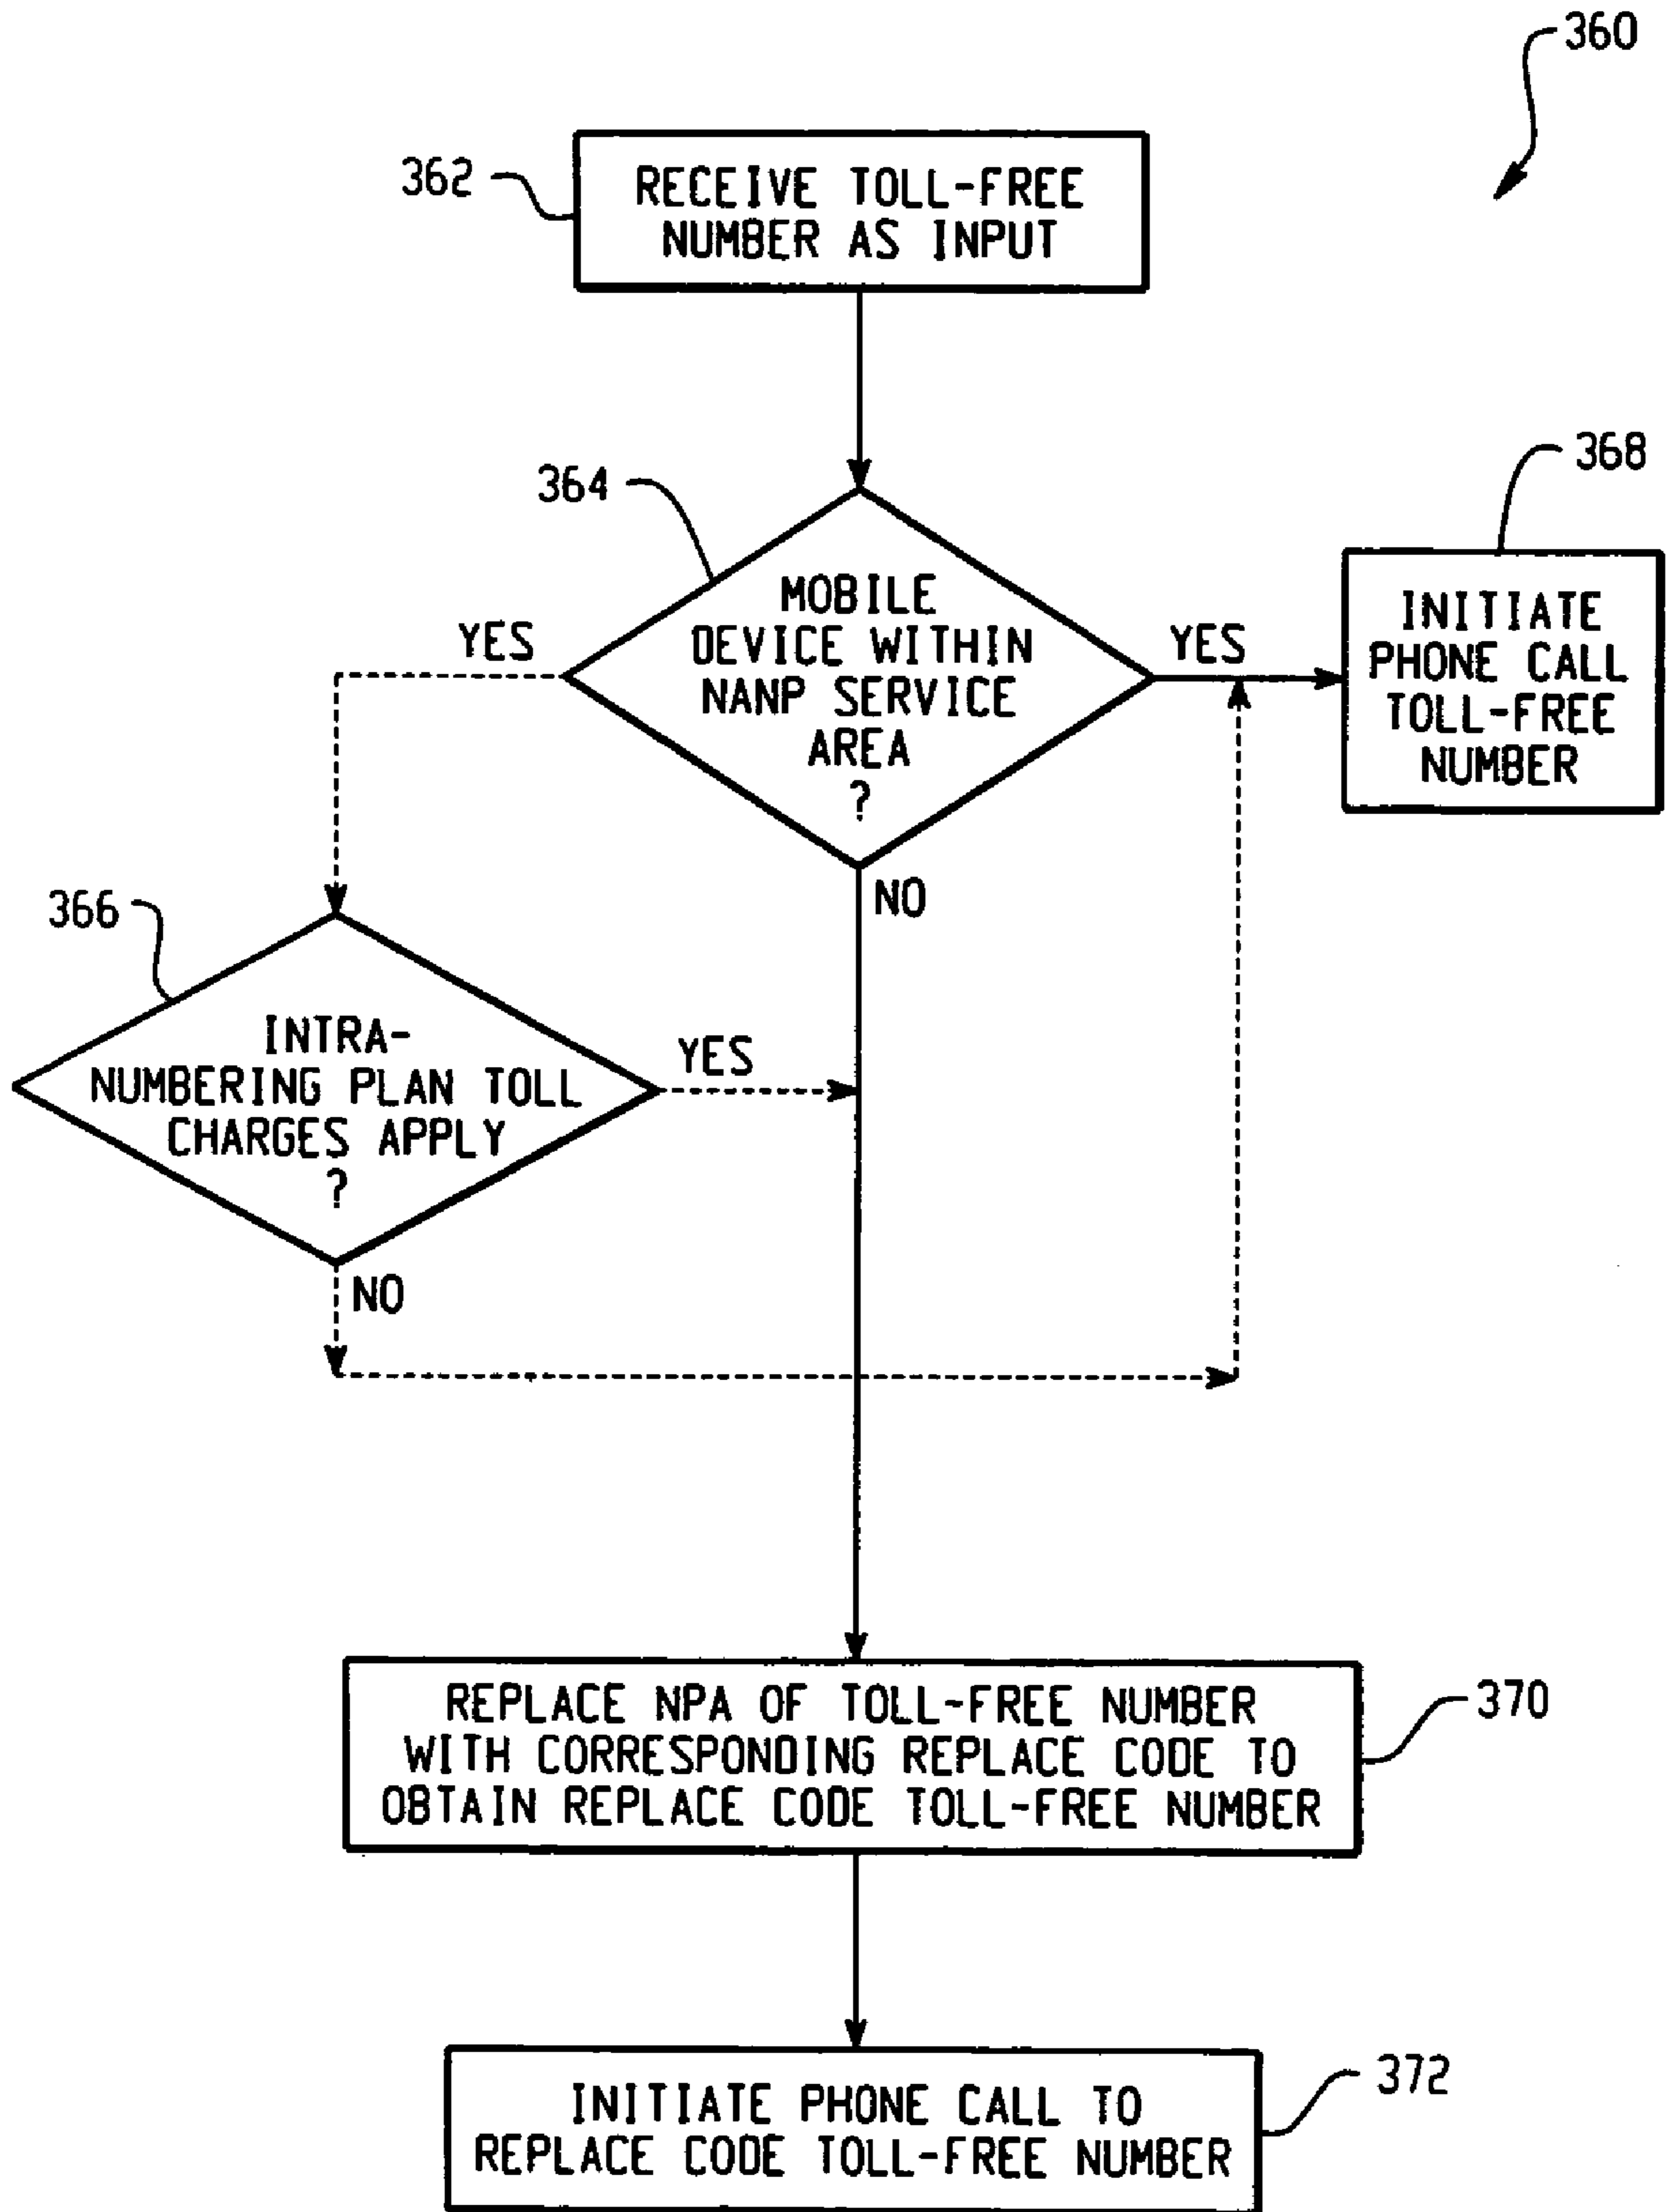 360
362
RECEIVE TOLL-FREE
NUMBER AS INPUT
364
MOBILE
DEVICE WITHIN
NANP SERVICE
AREA
?
YES
YES
NO
368
INITIATE
PHONE CALL
TOLL-FREE
NUMBER
366
INTRA-
NUMBERING PLAN TOLL
CHARGES APPLY
?
YES
NO
REPLACE NPA OF TOLL-FREE NUMBER
WITH CORRESPONDING REPLACE CODE TO
OBTAIN REPLACE CODE TOLL-FREE NUMBER
370
INITIATE PHONE CALL TO
REPLACE CODE TOLL-FREE NUMBER
372